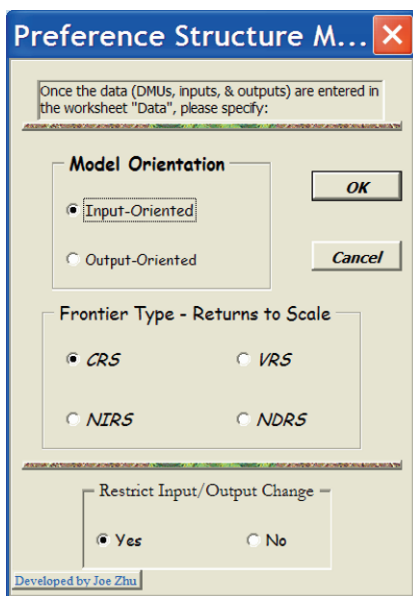 Preference Structure M...
Once the data (DMUs, inputs, & outputs) are entered in
the worksheet "Data", please specify:
Model Orientation
Input-Oriented
OK
Output-Oriented
Cancel
Frontier Type - Returns to Scale
CRS VRS
NIRS NDRS
Restrict Input/Output Change
Yes No
Developed by Joe Zhu